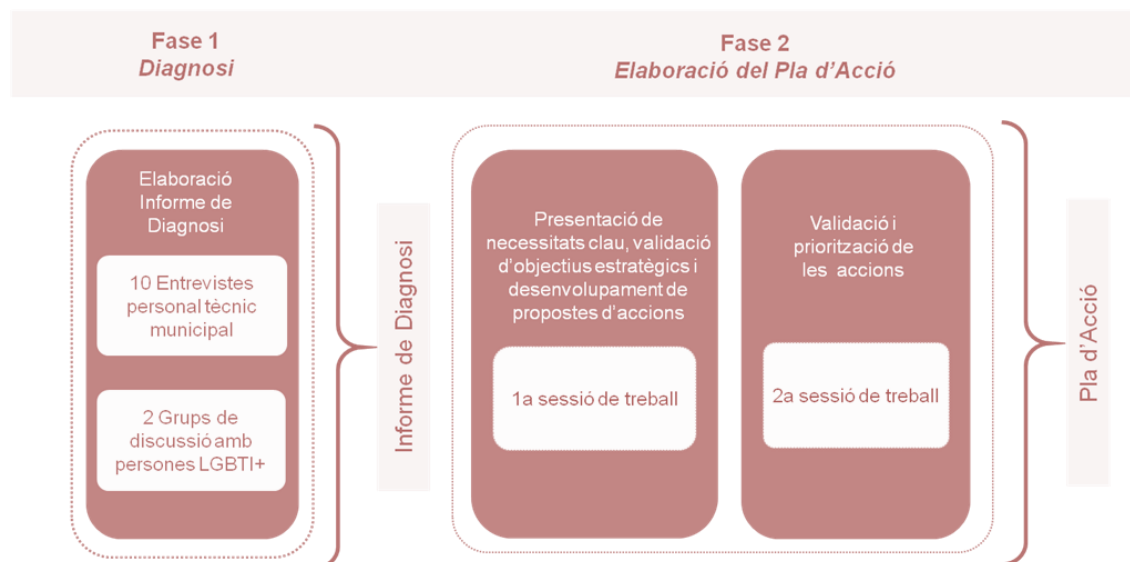 Fase 1
Diagnosi
Fase 2
Elaboració del Pla d'Acció
Elaboració
Informe de
Diagnosi
10 Entrevistes
personal tècnic
municipal
2 Grups de
discussió amb
persones LGBTI+
Informe de Diagnosi
Presentació de
necessitats clau, validació
d'objectius estratègics i
desenvolupament de
propostes d'accions
1a sessió de treball
Validació i
priorització de
les accions
2a sessió de treball
Pla d'Acció